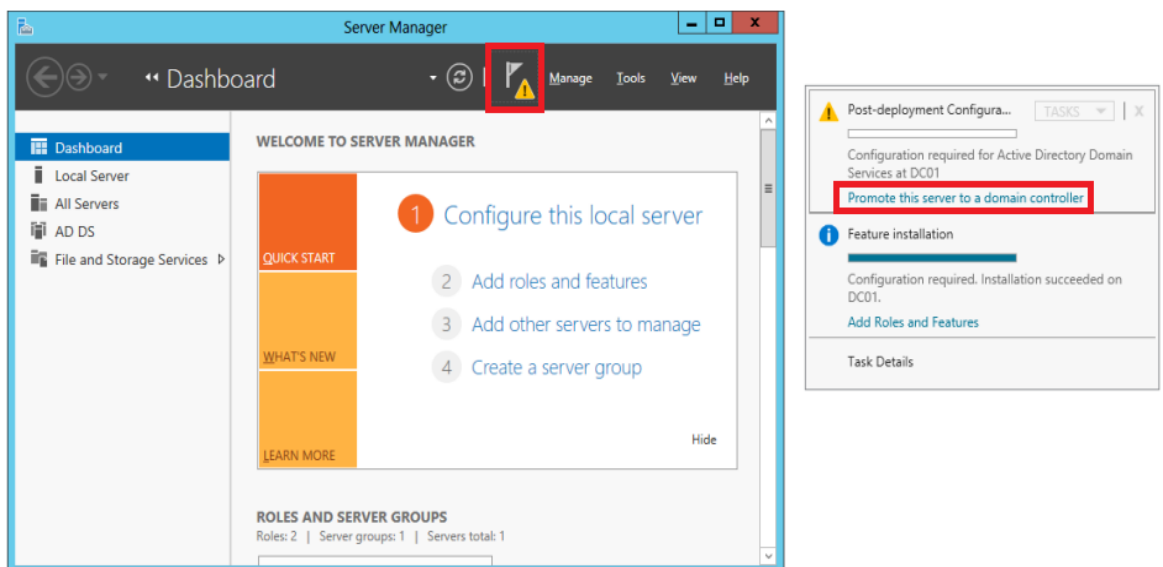 Server Manager
x
Dashboard
Manage Tools View Help
Dashboard
Local Server
All Servers
AD DS
File and Storage Services
WELCOME TO SERVER MANAGER
QUICK START
WHAT'S NEW
LEARN MORE
1 Configure this local server
2 Add roles and features
3 Add other servers to manage
4 Create a server group
Hide
ROLES AND SERVER GROUPS
Roles: 2 | Server groups: 1 | Servers total: 1
Post-deployment Configura... TASKS | X
Configuration required for Active Directory Domain
Services at DC01
Promote this server to a domain controller
Feature installation
Configuration required. Installation succeeded on
DC01.
Add Roles and Features
Task Details